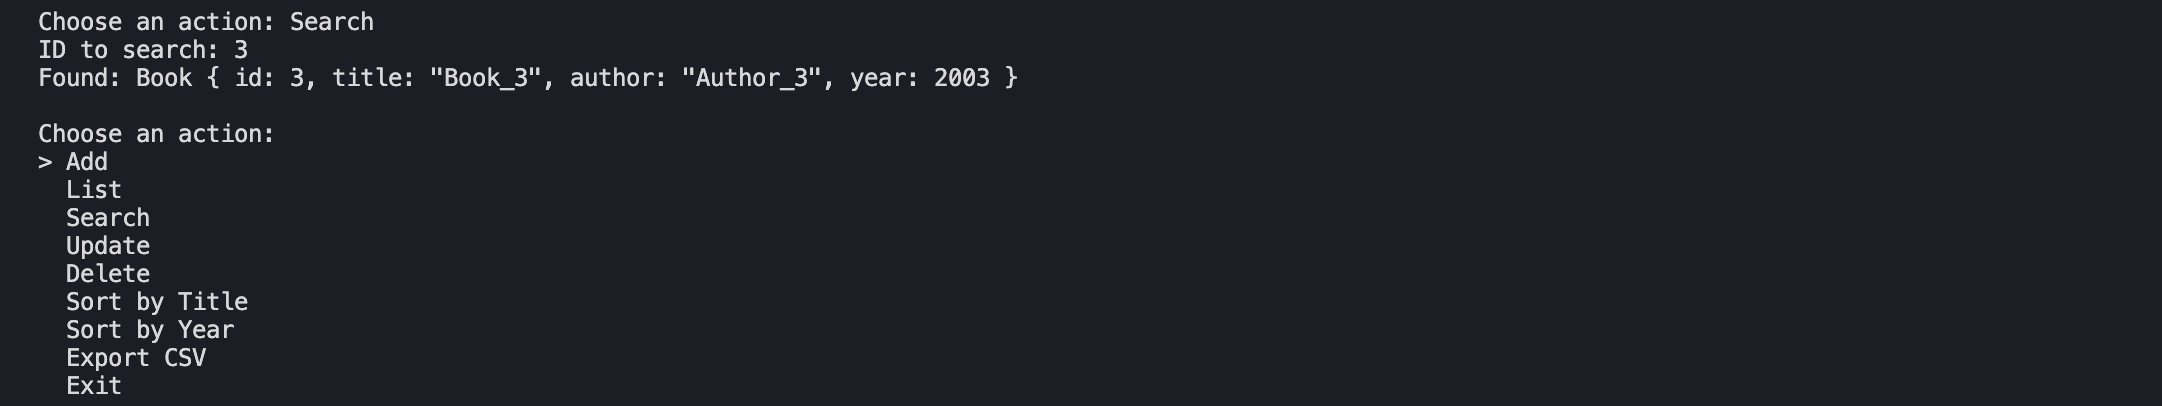 Choose an action: Search
ID to search: 3
Found: Book { id: 3, title: "Book_3", author: "Author_3", year: 2003 }
Choose an action:
> Add
List
Search
Update
Delete
Sort by Title
Sort by Year
Export CSV
Exit